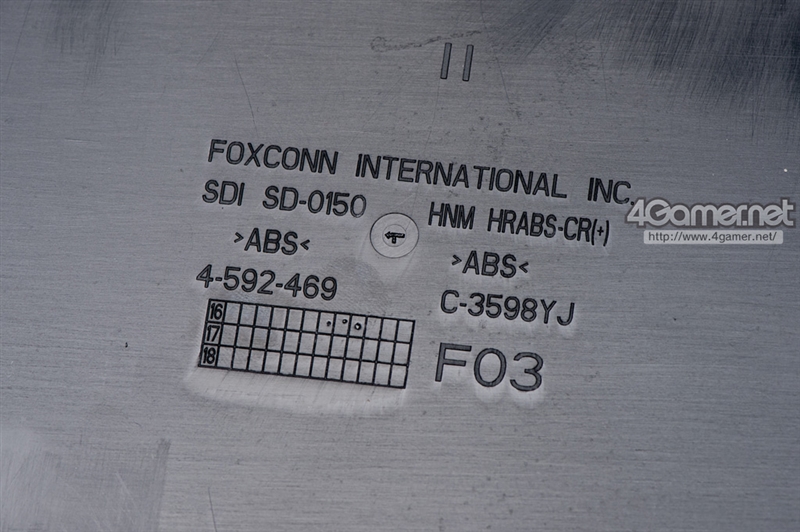 FOXCONN INTERNATIONAL INC.
SDI SD-0150 HNM HRABS-CR(+)
>ABS< >ABS<
4-592-469 C-3598YJ
16
17
18
F03
4Gamer.net
http://www.4gamer.net/